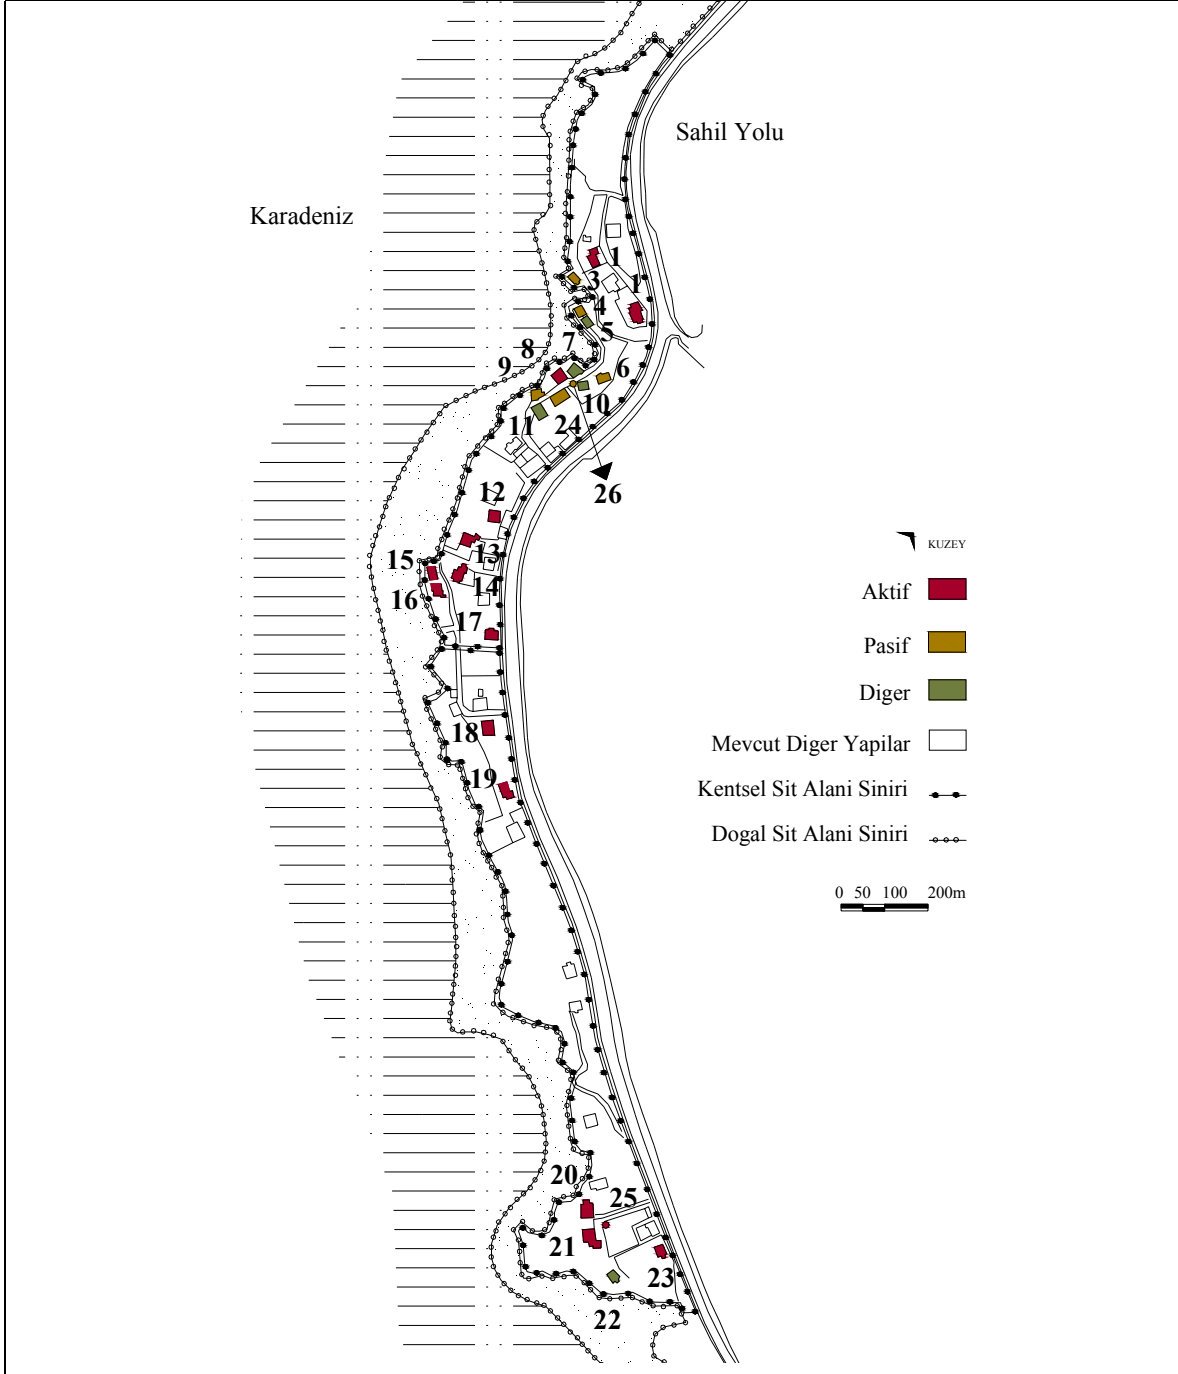 Sahil Yolu
Karadeniz
1
3
1
4
5
7
8
9
6
10
11
24
26
12
13
15
14
16
17
18
19
20
25
21
23
22
KUZEY
Aktif
Pasif
Diger
Mevcut Diger Yapilar
Kentsel Sit Alani Siniri
Dogal Sit Alani Siniri
0 50 100 200m